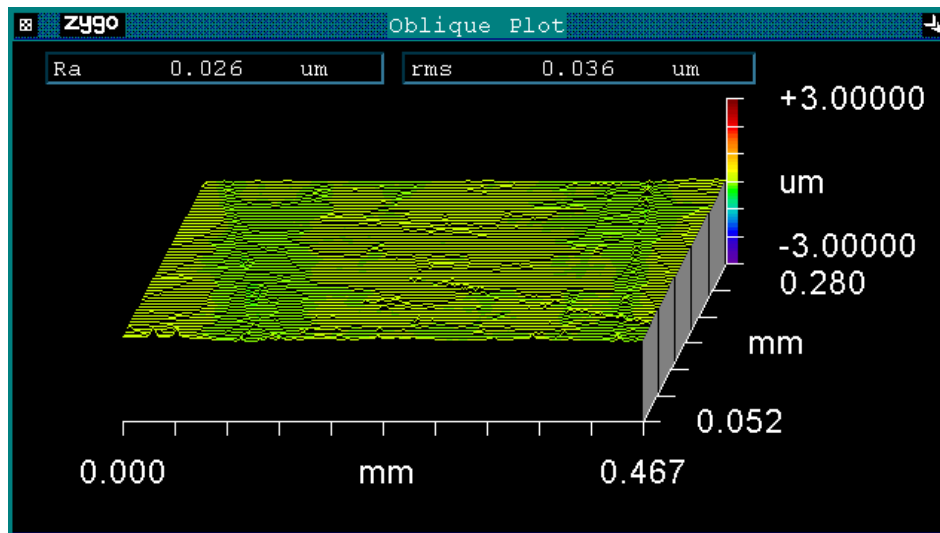 zygo Oblique Plot
Ra 0.026 um rms 0.036 um
+3.00000
um
-3.00000
0.280
mm
0.052
0.000 mm 0.467